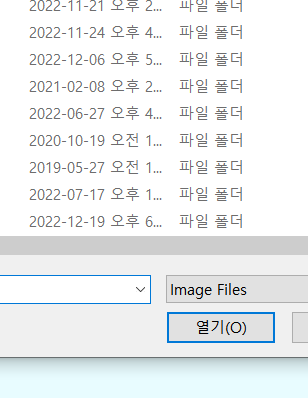 2022-11-21 오후 2... 파일 폴더
2022-11-24 오후 4... 파일 폴더
2022-12-06 오후 5... 파일 폴더
2021-02-08 오후 2... 파일 폴더
2022-06-27 오후 4... 파일 폴더
2020-10-19 오전 1... 파일 폴더
2019-05-27 오전 1... 파일 폴더
2022-07-17 오후 1... 파일 폴더
2022-12-19 오후 6... 파일 폴더
Image Files
열기(O)